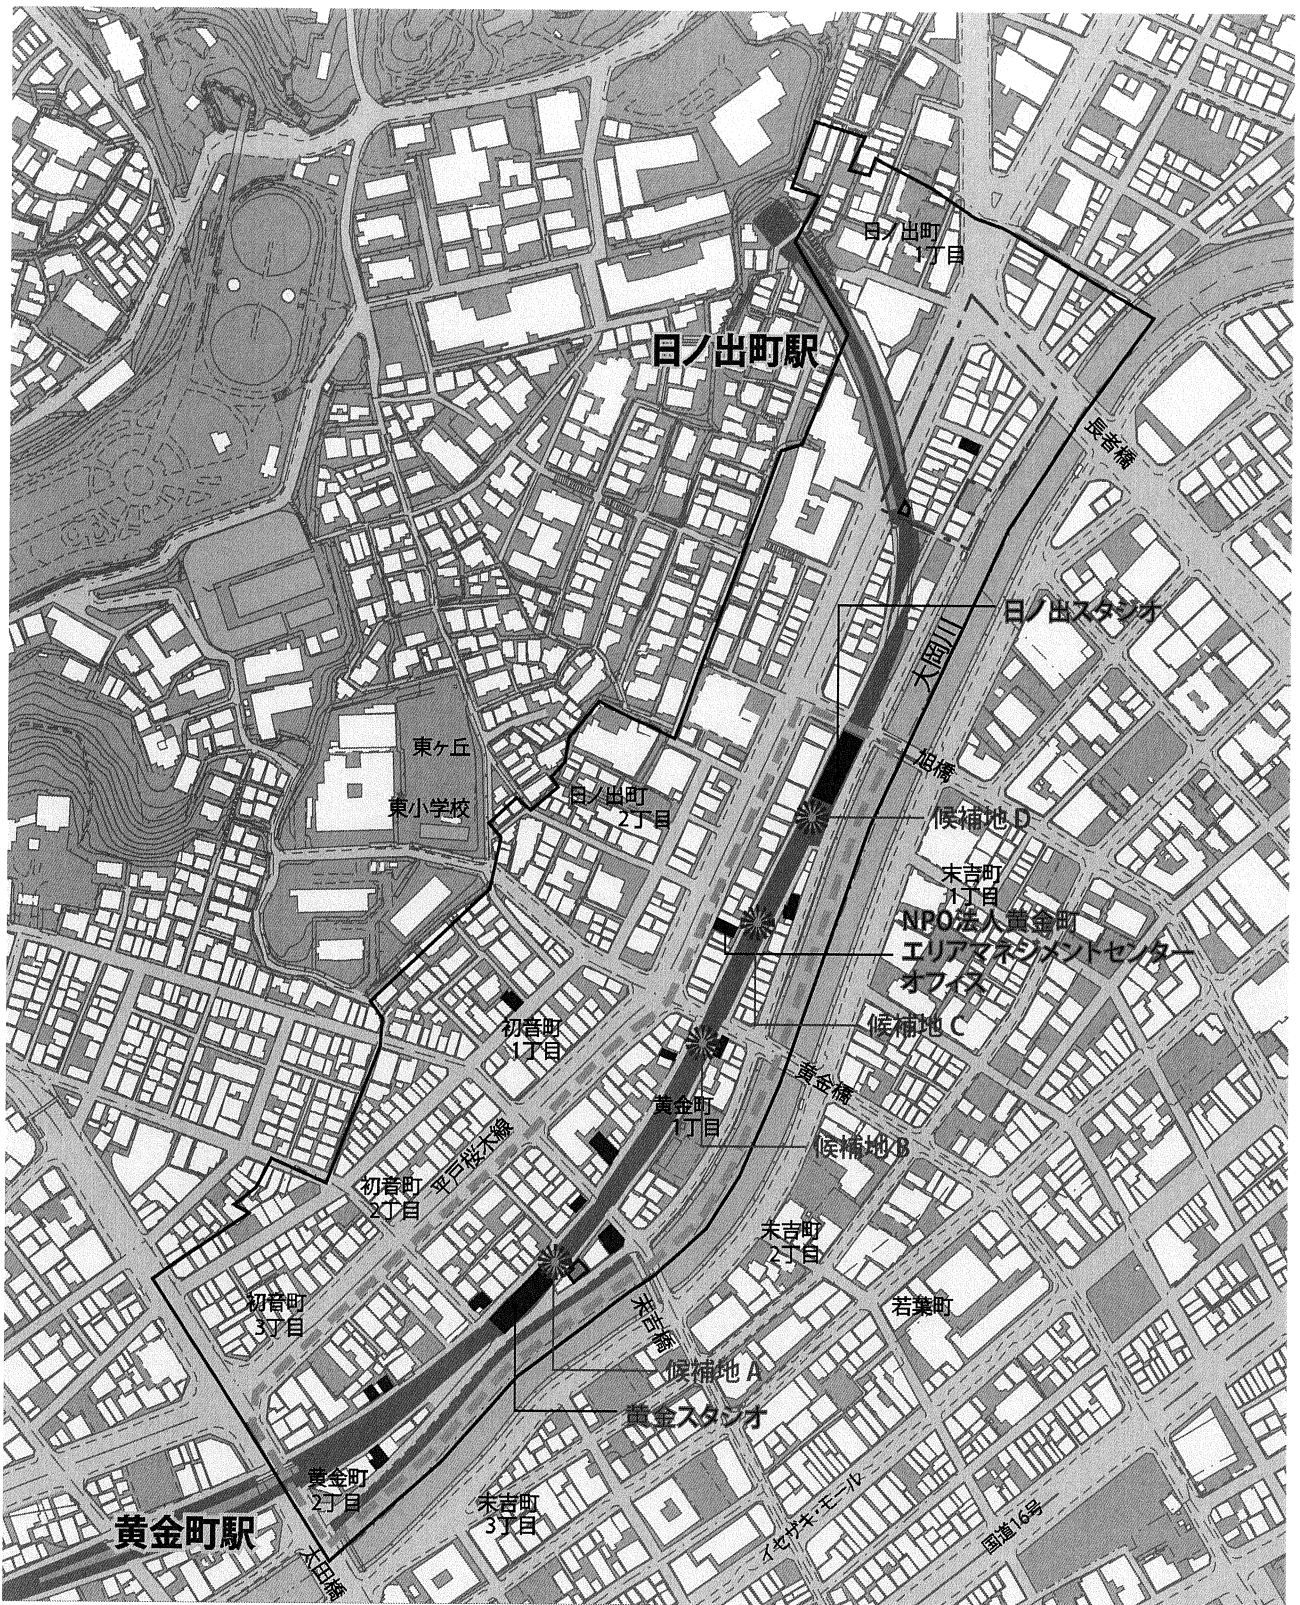 日ノ出町
1丁目
日ノ出町駅
長者橋
日ノ出スタジオ
大岡川
東ヶ丘
旭橋
日ノ出町
2丁目
東小学校
候補地 D
末吉町
1丁目
NPO法人黄金町
エリアマネジメントセンター
オフィス
初音町
1丁目
候補地 C
黄金橋
黄金町
1丁目
平戸桜木線
候補地 B
初音町
2丁目
末吉町
2丁目
初音町
3丁目
末吉橋
若葉町
候補地 A
黄金スタジオ
黄金町
2丁目
末吉町
3丁目
イセザキ・モール
国道16号
黄金町駅
太田橋